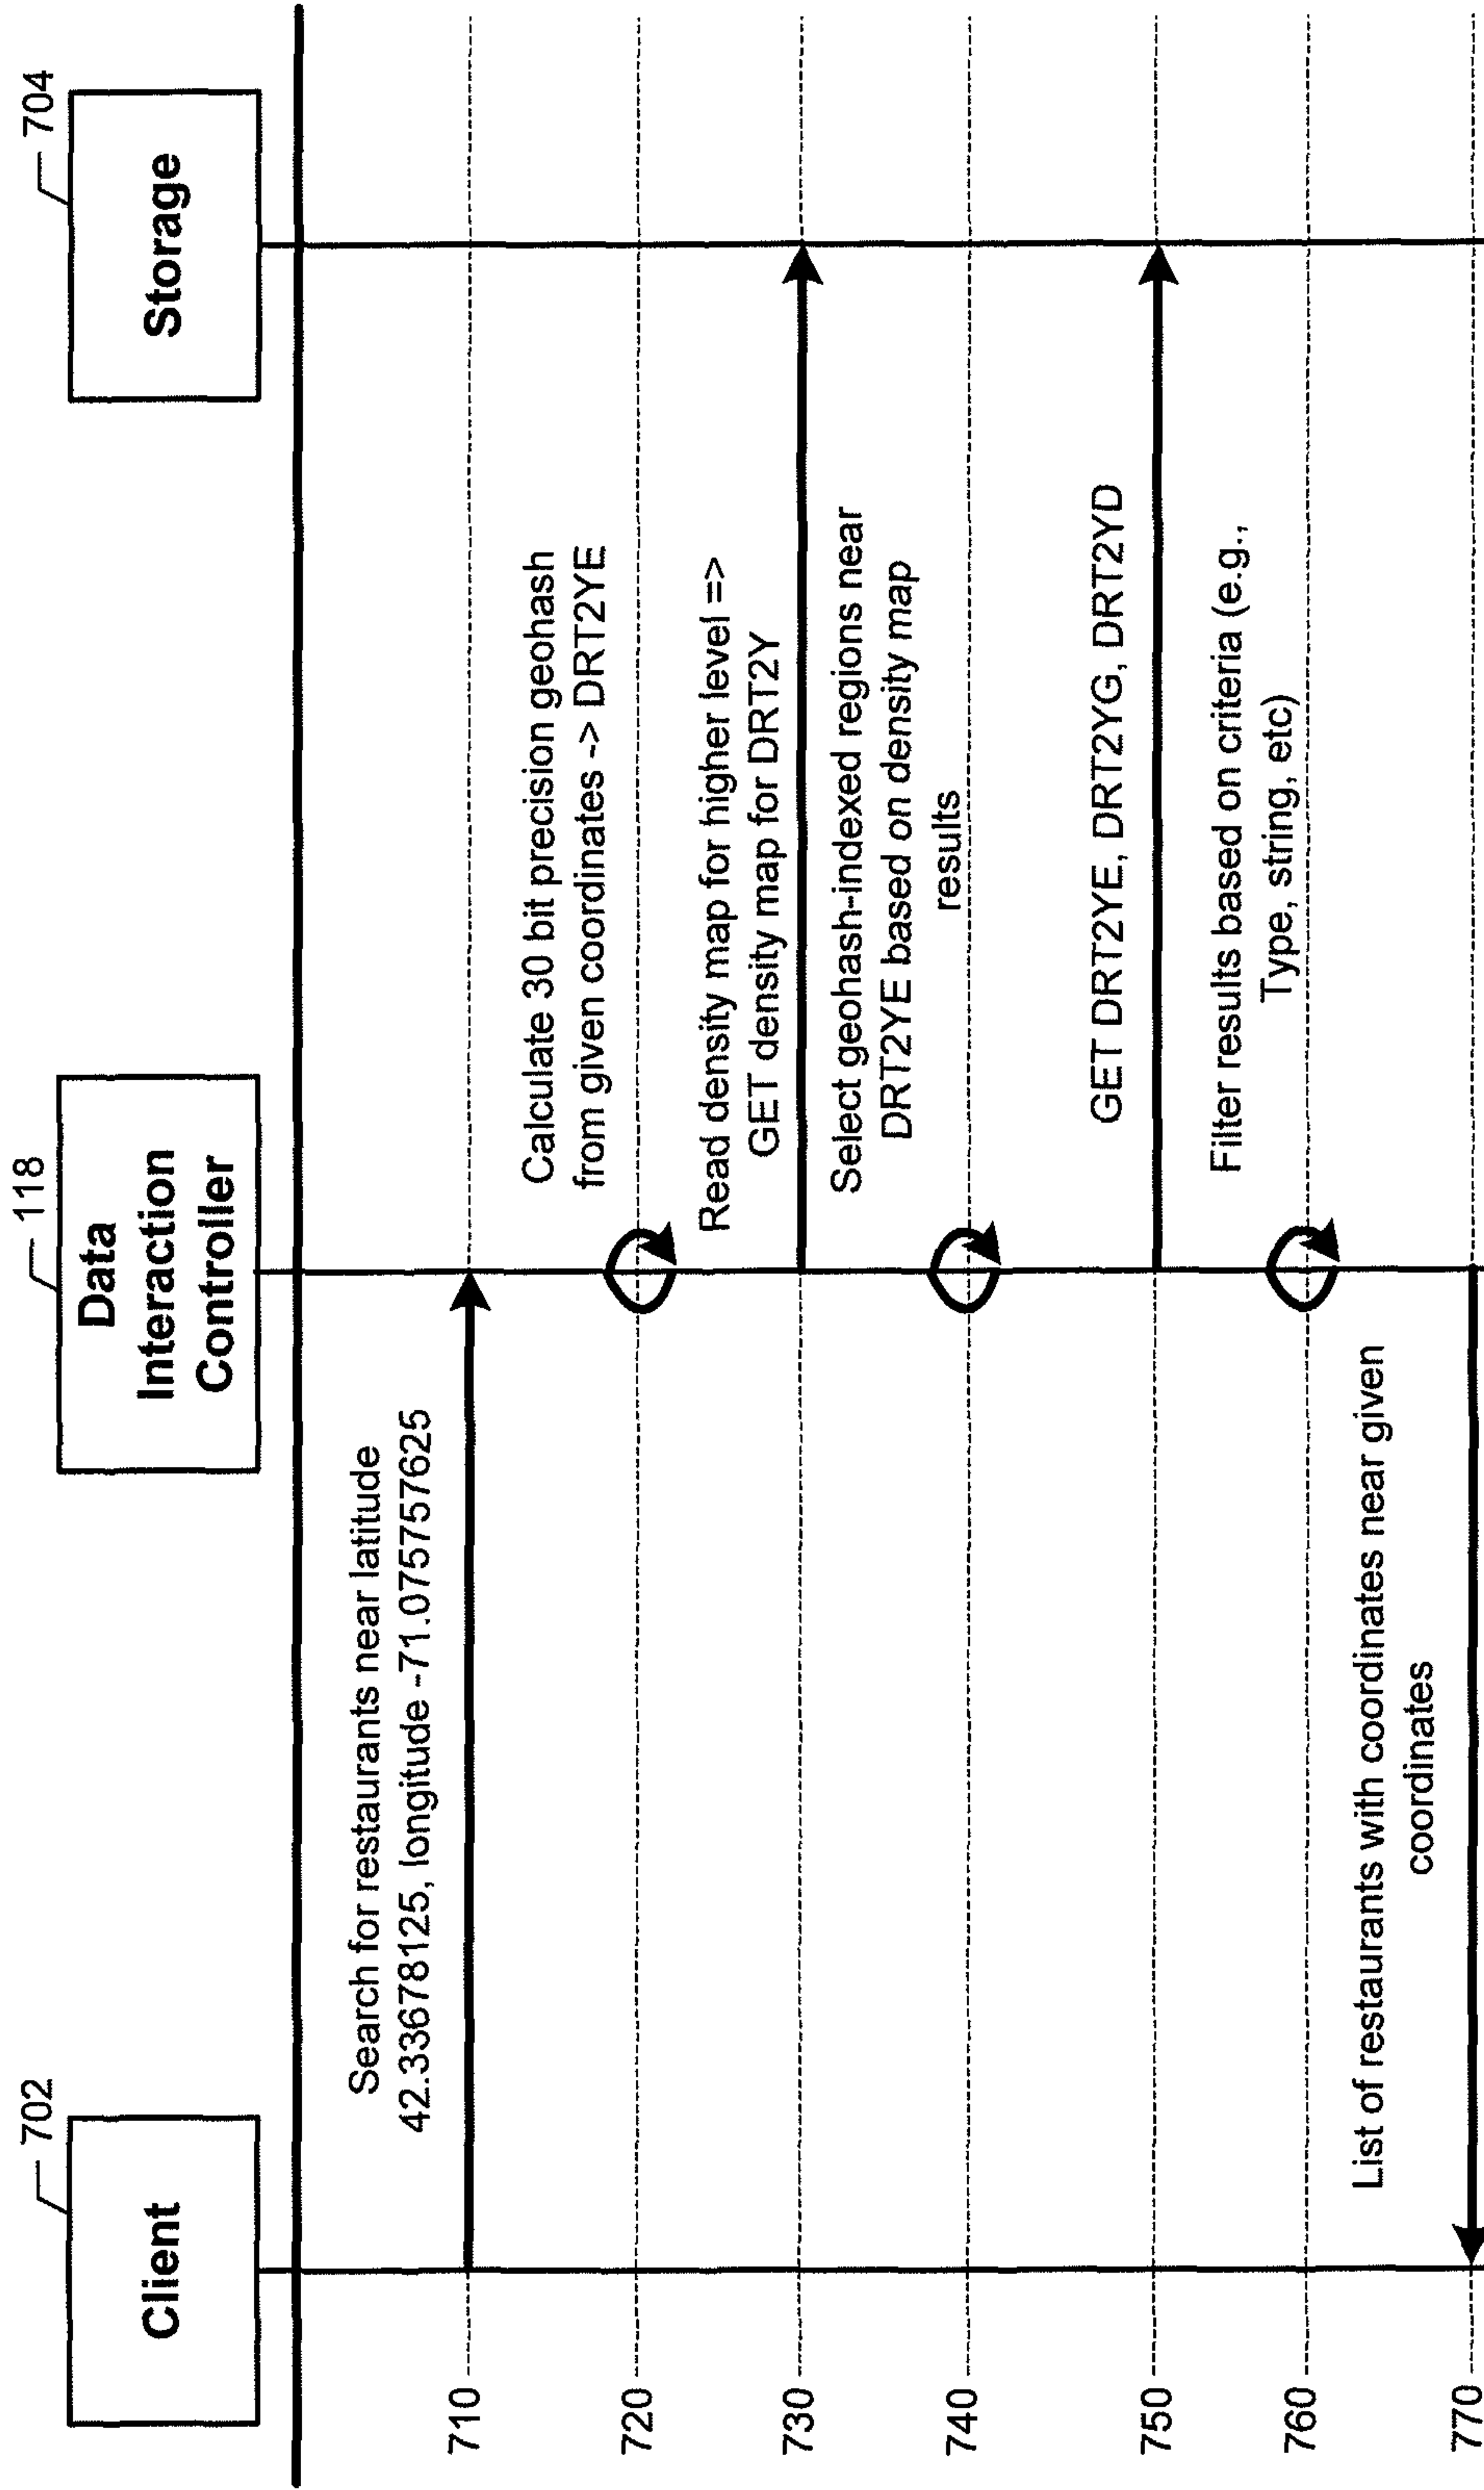 702
Client
118
Data
Interaction
Controller
704
Storage
710
Search for restaurants near latitude
42.33678125, longitude -71.0757576​25
720
Calculate 30 bit precision geohash
from given coordinates -> DRT2YE
730
Read density map for higher level =>
GET density map for DRT2Y
740
Select geohash-indexed regions near
DRT2YE based on density map
results
750
GET DRT2YE, DRT2YG, DRT2YD
760
Filter results based on criteria (e.g.,
Type, string, etc)
770
List of restaurants with coordinates near given
coordinates